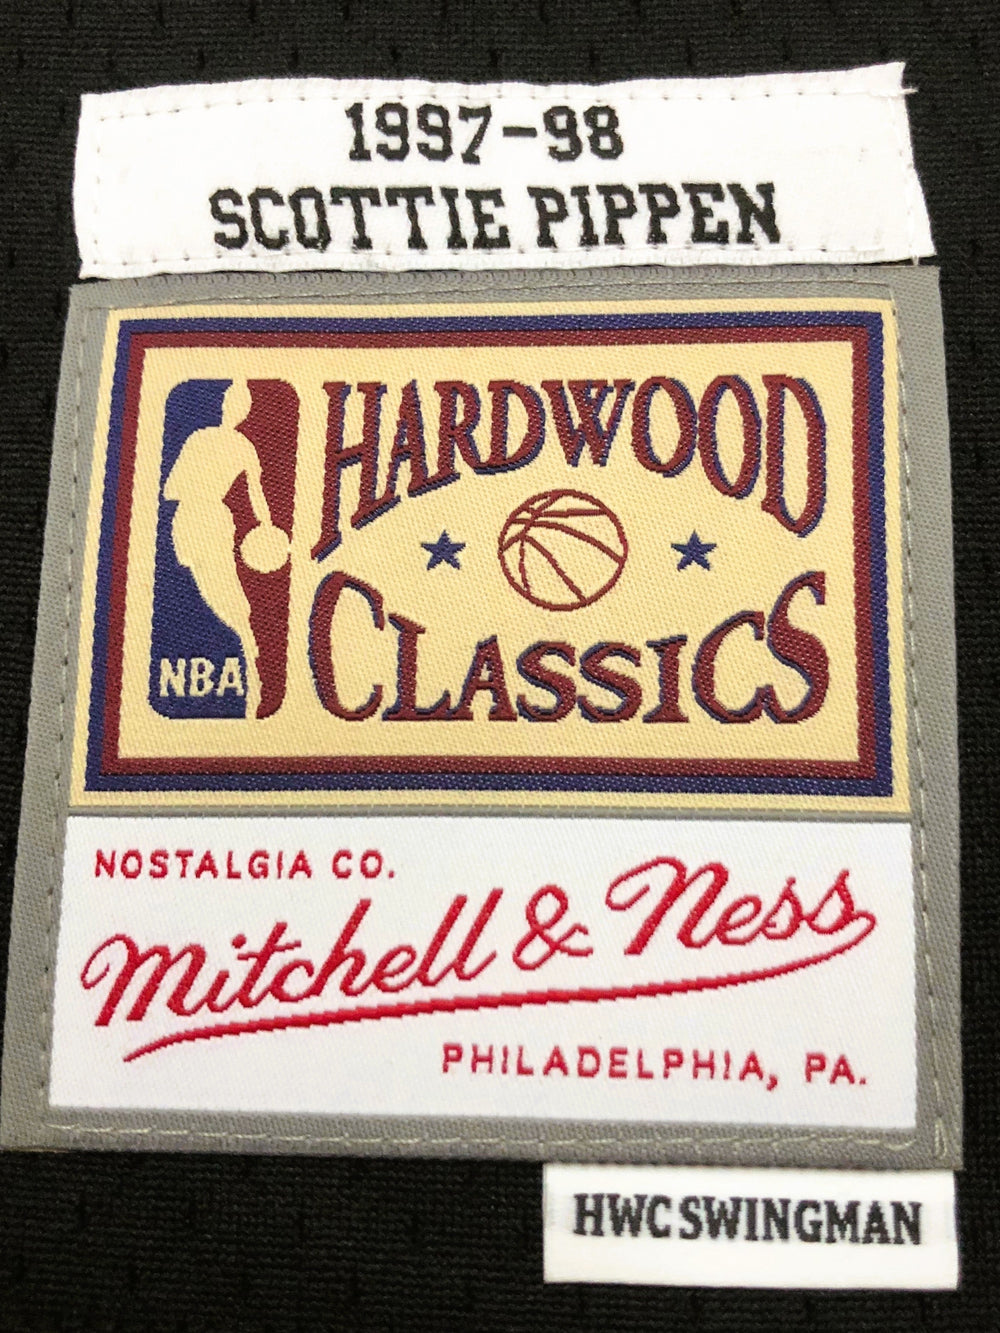 1997-98
SCOTTIE PIPPEN
HARDWOOD
CLASSICS
NBA
NOSTALGIA CO.
Mitchell & Ness
PHILADELPHIA, PA.
HWC SWINGMAN